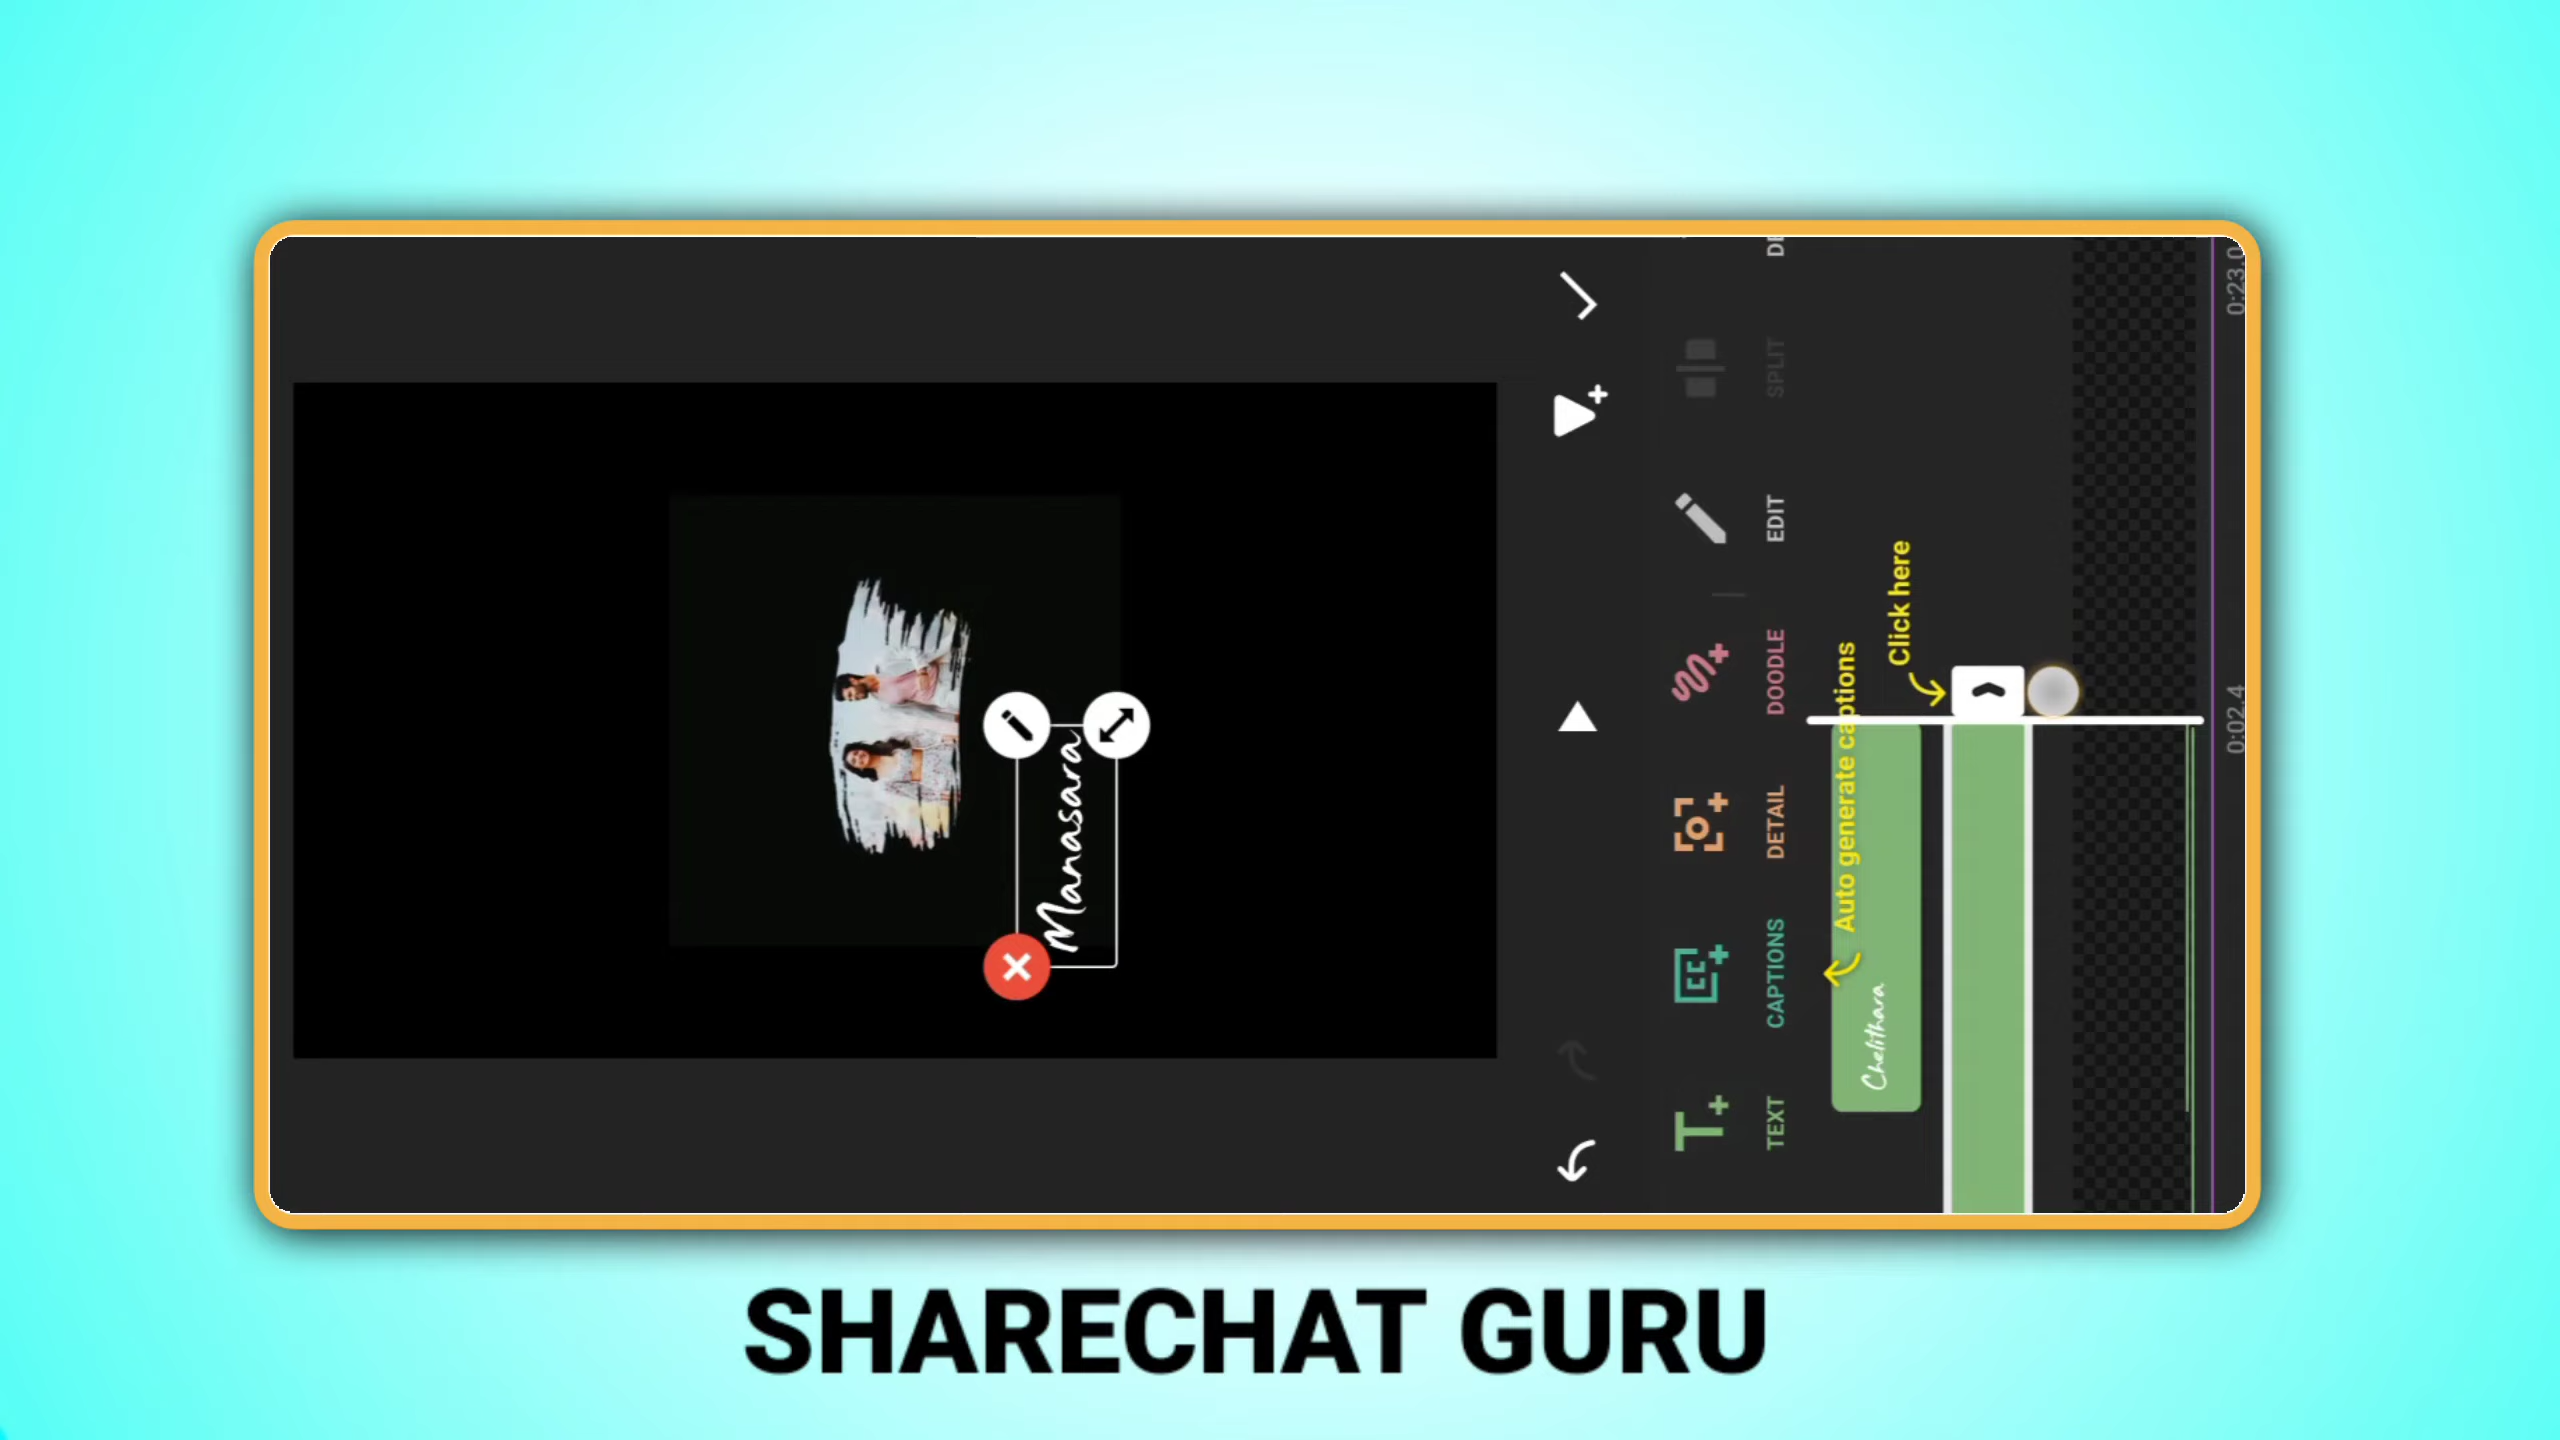 Manasara
TEXT
CAPTIONS
DETAIL
DOODLE
EDIT
SPLIT
Auto generate captions
Click here
Chelithara
0:02.4
0:23.0
SHARECHAT GURU